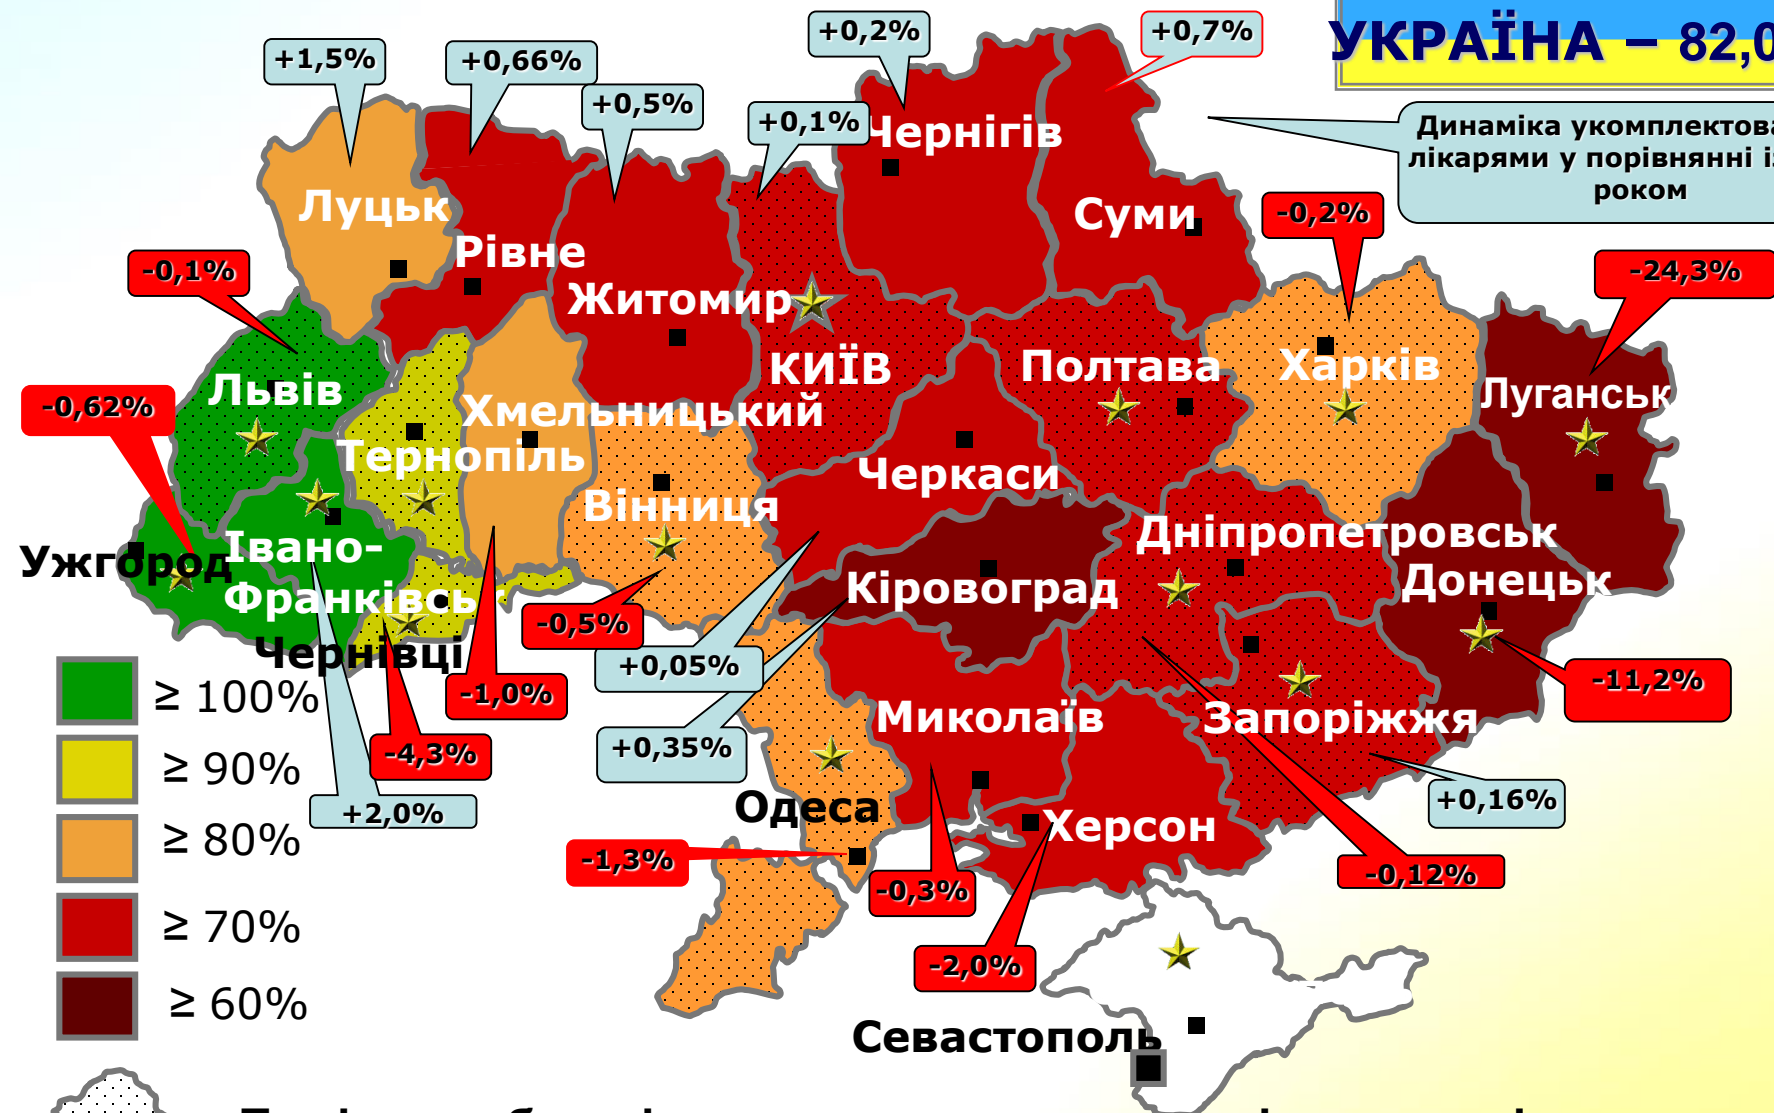 +0,2%
+0,7%
УКРАЇНА – 82,0
+1,5%
+0,66%
+0,5%
+0,1%
Чернігів
Динаміка
лікарями у порівнянні
роком
Луцьк
Суми
-0,2%
Рівне
-0,1%
-24,3%
Житомир
КИЇВ
Полтава
Харків
Львів
Луганськ
-0,62%
Хмельницький
Тернопіль
Черкаси
Вінниця
Дніпропетровськ
Ужгород
Івано-
Франківсь
Кіровоград
Донецьк
-0,5%
Чернівці
+0,05%
-11,2%
≥ 100%
-1,0%
Миколаїв
Запоріжжя
+0,35%
-4,3%
≥ 90%
+2,0%
Одеса
+0,16%
≥ 80%
Херсон
-1,3%
-0,3%
-0,12%
≥ 70%
-2,0%
≥ 60%
Севастополь